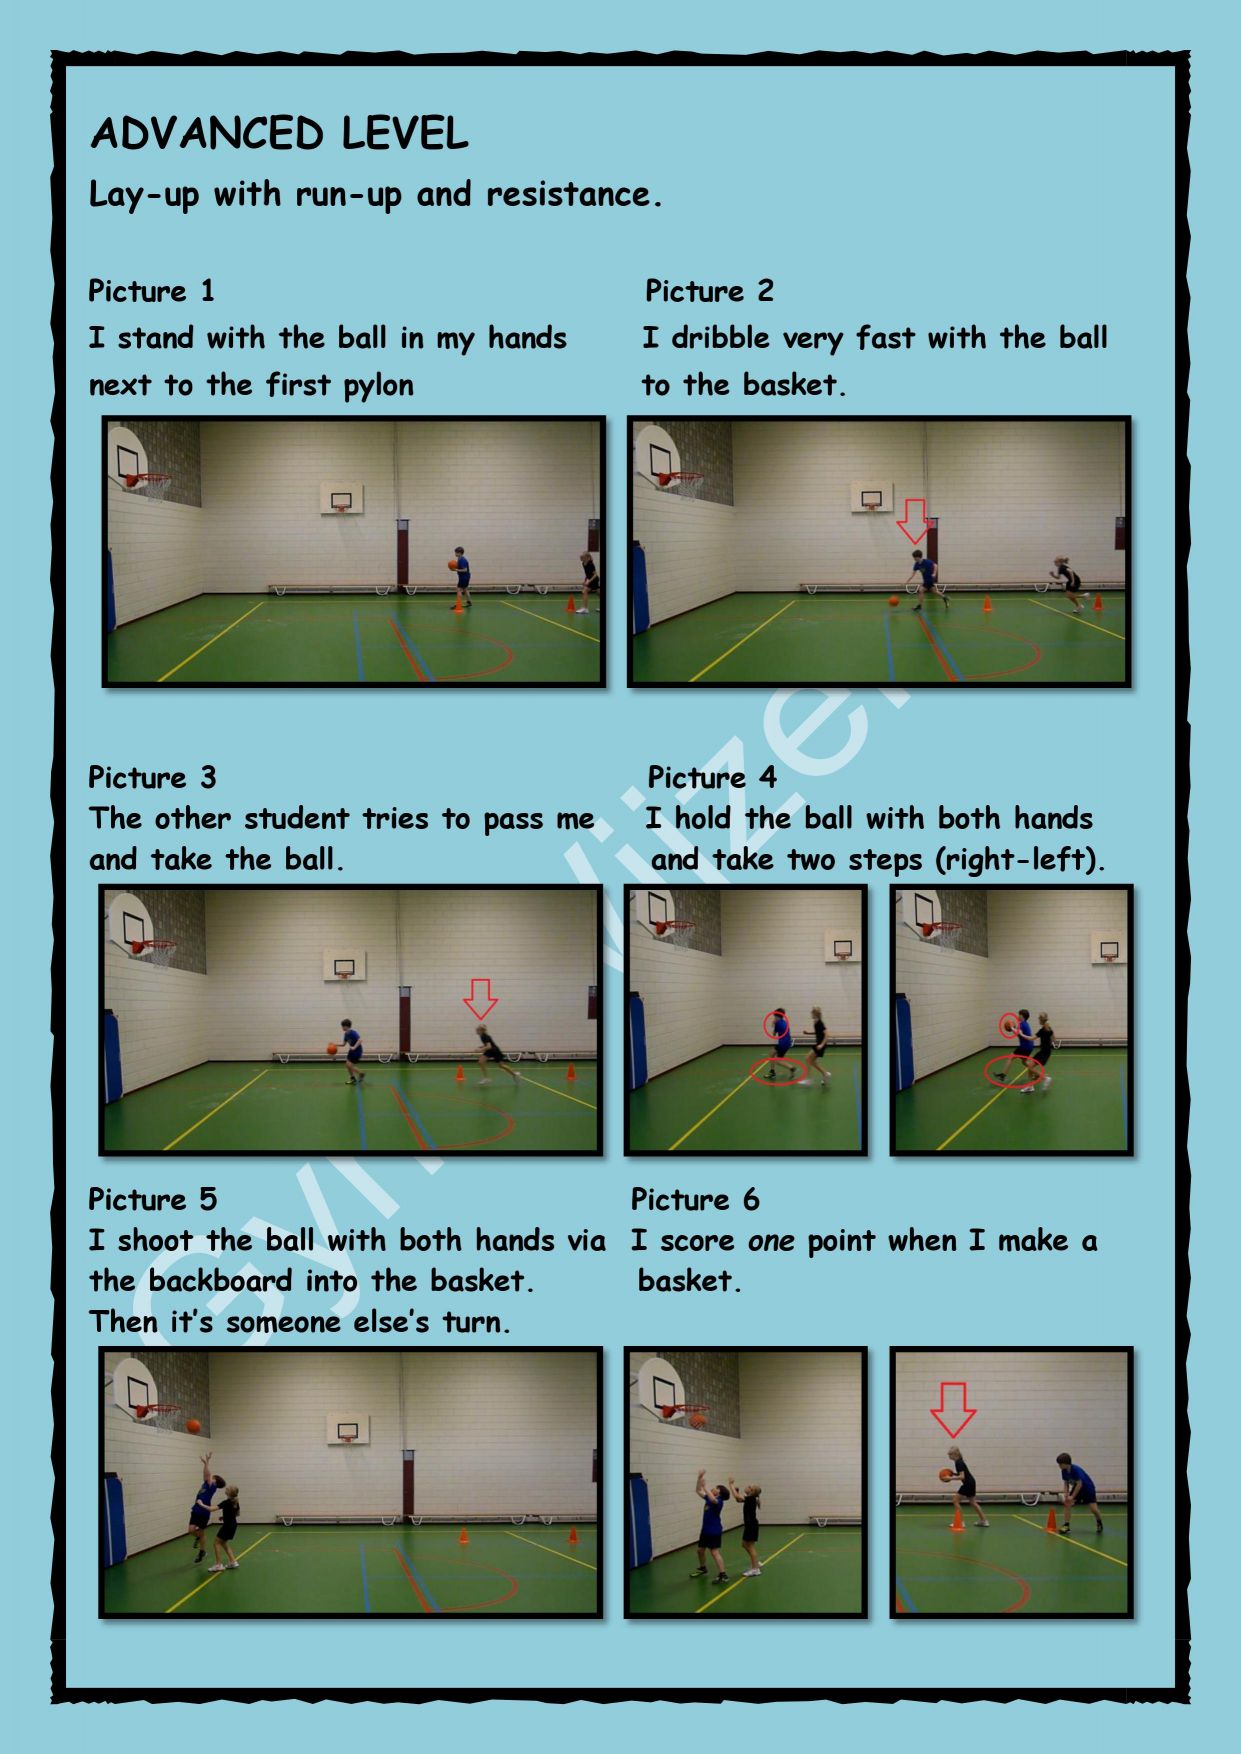 ADVANCED LEVEL
Lay-up with run-up and resistance.
Picture 1
I stand with the ball in my hands
next to the first pylon
Picture 2
I dribble very fast with the ball
to the basket.
Picture 3
The other student tries to pass me
and take the ball.
Picture 4
I hold the ball with both hands
and take two steps (right-left).
Picture 5
I shoot the ball with both hands via
the backboard into the basket.
Then it's someone else's turn.
Picture 6
I score one point when I make a
basket.